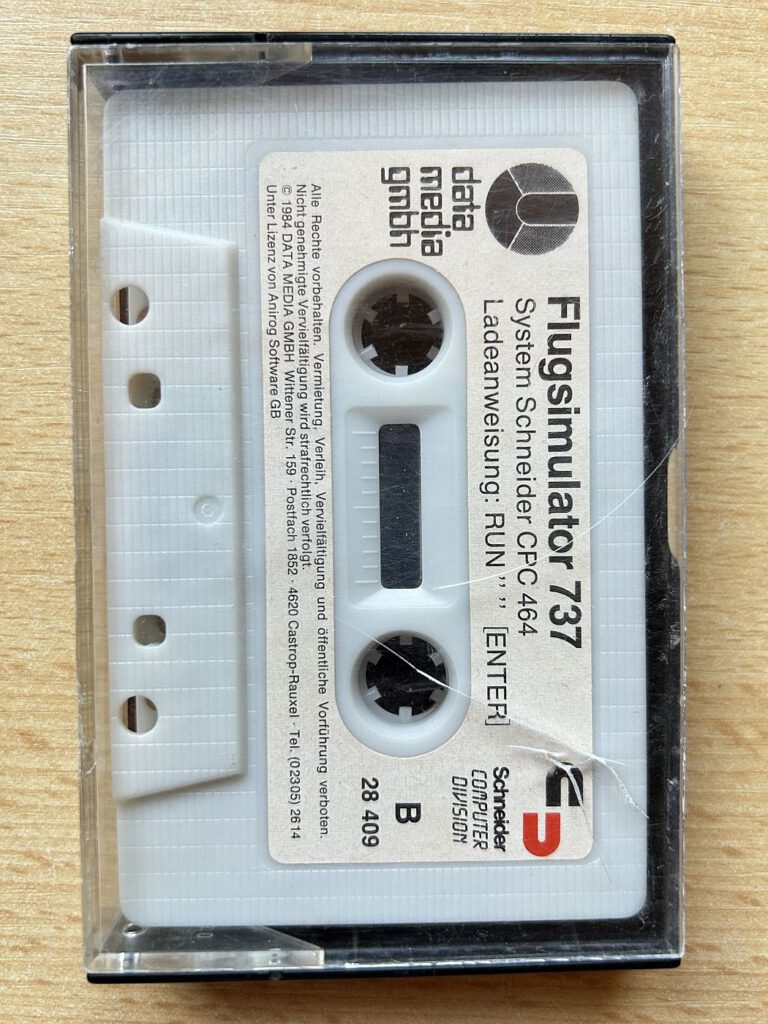 data
media
gmbh
Flugsimulator 737
System Schneider CPC 464
Ladeanweisung: RUN ” ” [ENTER]
Schneider
COMPUTER
DIVISION
B
28 409
Alle Rechte vorbehalten. Vermietung, Verleih, Vervielfältigung und öffentliche Vorführung verboten.
Nicht genehmigte Vervielfältigung wird strafrechtlich verfolgt.
© 1984 DATA MEDIA GMBH Wittener Str. 159 · Postfach 1852 · 4620 Castrop-Rauxel · Tel. (02305) 2614
Unter Lizenz von Anirog Software GB